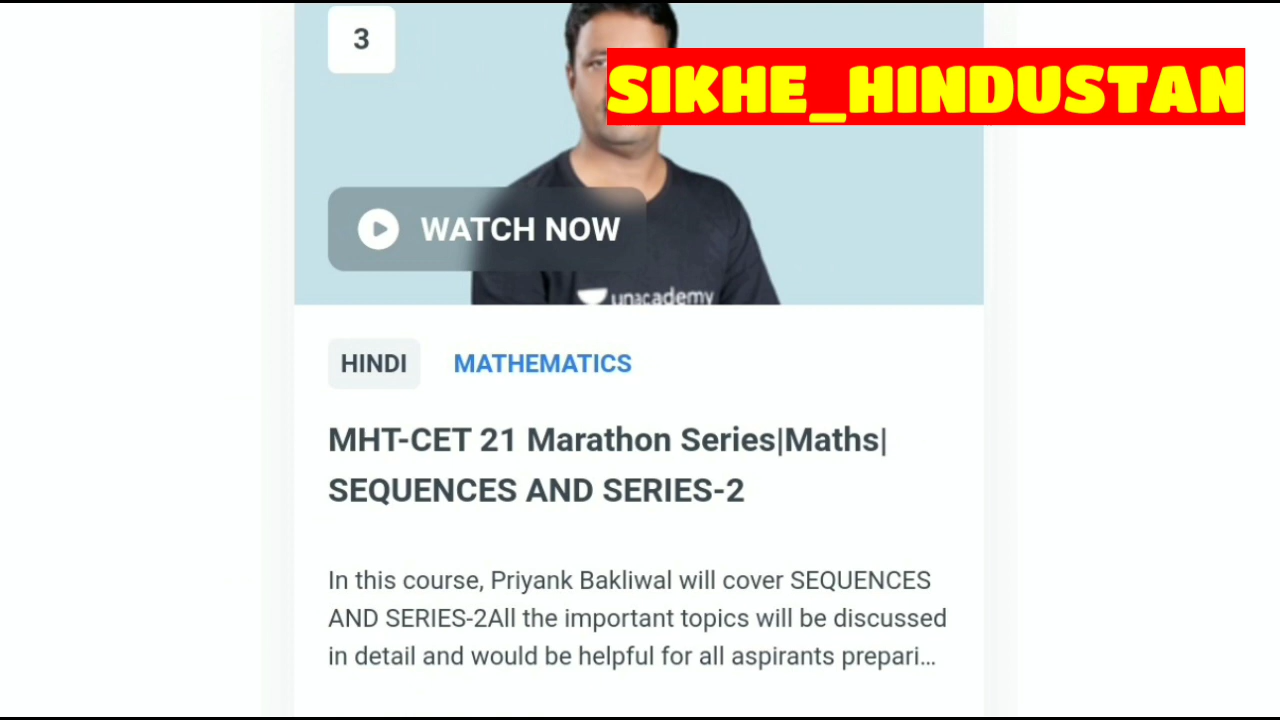 3
SIKHE_HINDUSTAN
WATCH NOW
unacademy
HINDI MATHEMATICS
MHT-CET 21 Marathon Series|Maths|
SEQUENCES AND SERIES-2
In this course, Priyank Bakliwal will cover SEQUENCES
AND SERIES-2All the important topics will be discussed
in detail and would be helpful for all aspirants prepari...